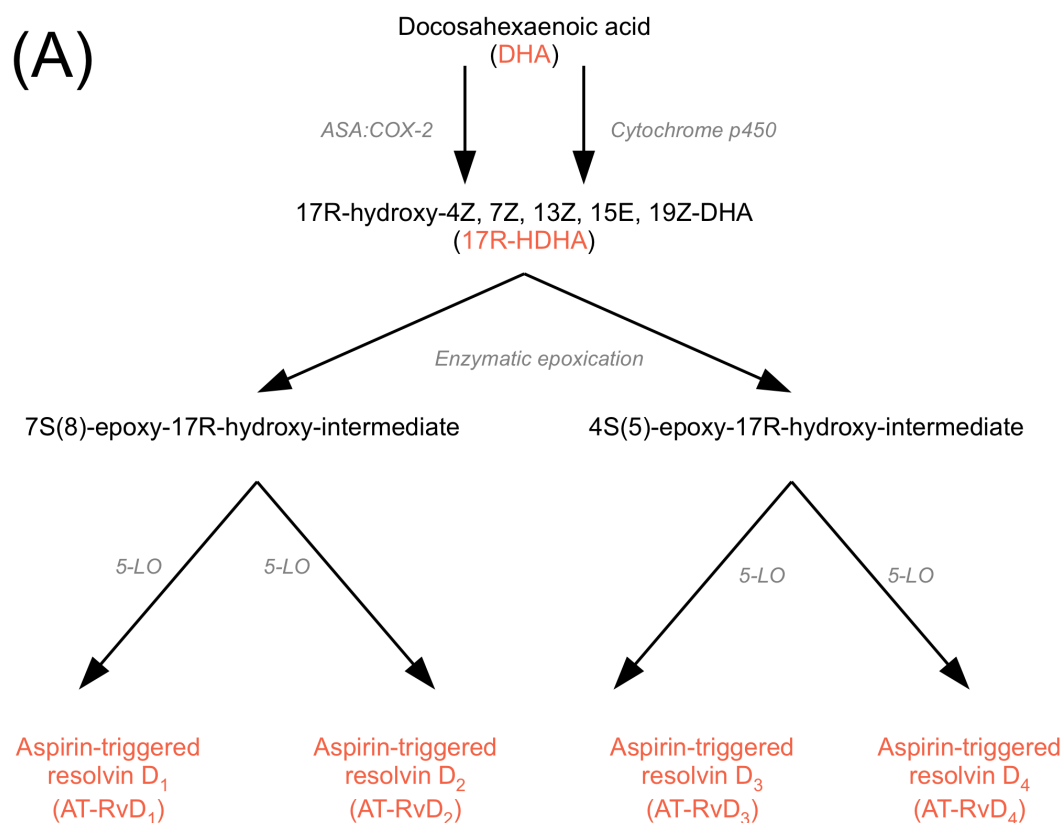 (A)
Docosahexaenoic acid
(DHA)
ASA:COX-2
Cytochrome p450
17R-hydroxy-4Z, 7Z, 13Z, 15E, 19Z-DHA
(17R-HDHA)
Enzymatic epoxication
7S(8)-epoxy-17R-hydroxy-intermediate
4S(5)-epoxy-17R-hydroxy-intermediate
5-LO
5-LO
5-LO
5-LO
Aspirin-triggered
resolvin D₁
(AT-RvD₁)
Aspirin-triggered
resolvin D₂
(AT-RvD₂)
Aspirin-triggered
resolvin D₃
(AT-RvD₃)
Aspirin-triggered
resolvin D₄
(AT-RvD₄)